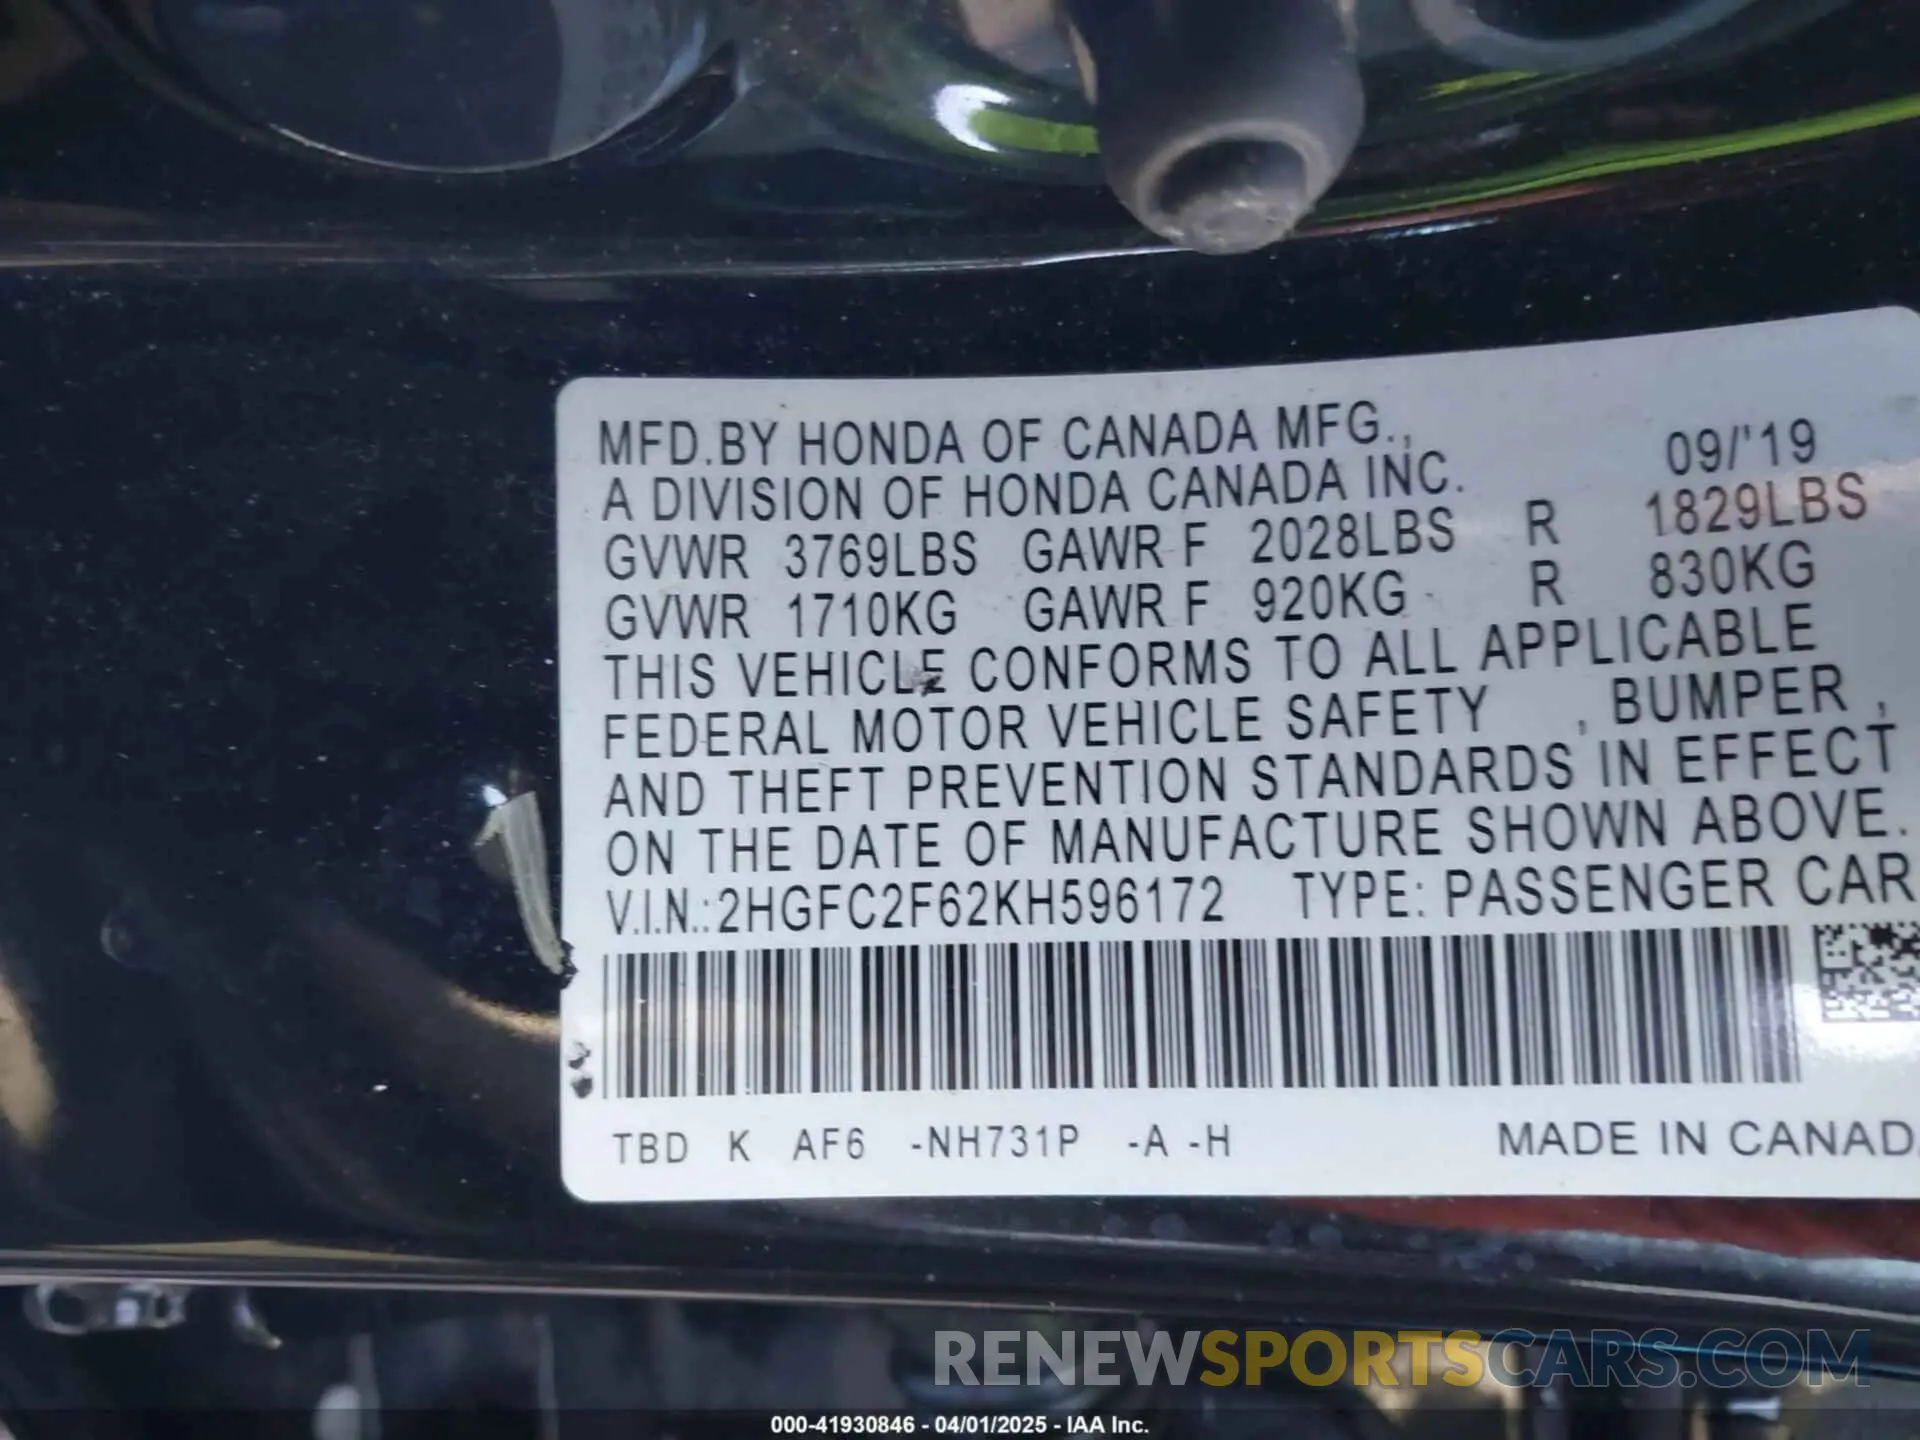 MFD.BY HONDA OF CANADA MFG., 09/'19
A DIVISION OF HONDA CANADA INC.
GVWR 3769LBS GAWR F 2028LBS R 1829LBS
GVWR 1710KG GAWR F 920KG R 830KG
THIS VEHICLE CONFORMS TO ALL APPLICABLE
FEDERAL MOTOR VEHICLE SAFETY , BUMPER ,
AND THEFT PREVENTION STANDARDS IN EFFECT
ON THE DATE OF MANUFACTURE SHOWN ABOVE.
V.I.N.:2HGFC2F62KH596172 TYPE: PASSENGER CAR
TBD K AF6 -NH731P -A -H MADE IN CANAD
RENEWSPORTSCARS.COM
000-41930846 - 04/01/2025 - IAA Inc.